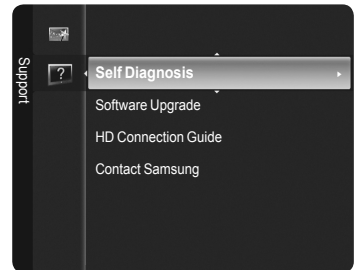 Support
?
Self Diagnosis
Software Upgrade
HD Connection Guide
Contact Samsung